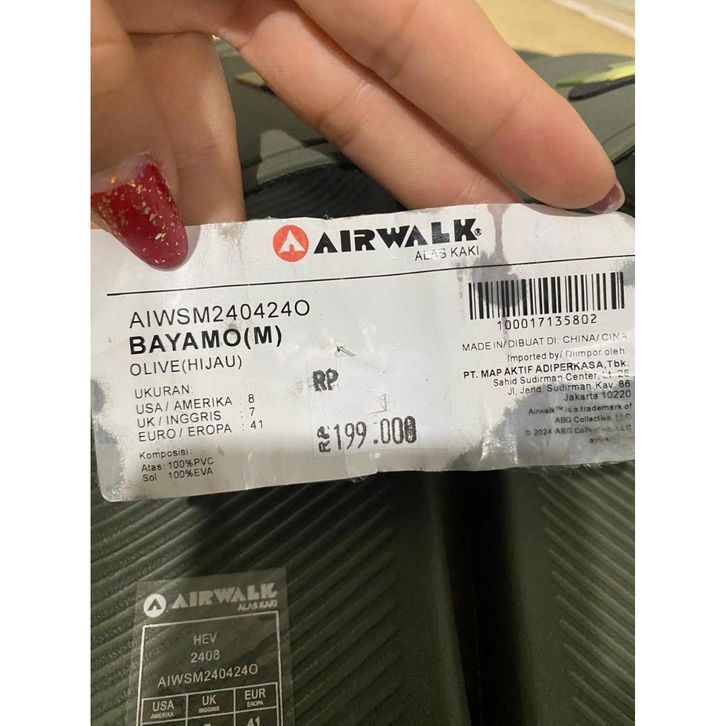 AIRWALK®
ALAS KAKI
AIWSM240424O
BAYAMO(M)
OLIVE(HIJAU)
UKURAN:
USA / AMERIKA : 8
UK / INGGRIS : 7
EURO / EROPA : 41
Komposisi :
Atas: 100%PVC
Sol : 100%EVA
RP
199.000
100017135802
MADE IN/ DIBUAT DI: CHINA/ CINA
Imported by/ Diimpor oleh:
PT. MAP AKTIF ADIPERKASA, Tbk.
Sahid Sudirman Center, Lt. 26
Jl. Jend. Sudirman Kav. 86
Jakarta 10220
Airwalk™ is a trademark of
ABG Collective, LLC
© 2024 ABG Collective, LLC
AIRWALK
ALAS KAKI
HEV
2408
AIWSM240424O
USA UK EUR
AMERIKA INGGRIS EROPA
41